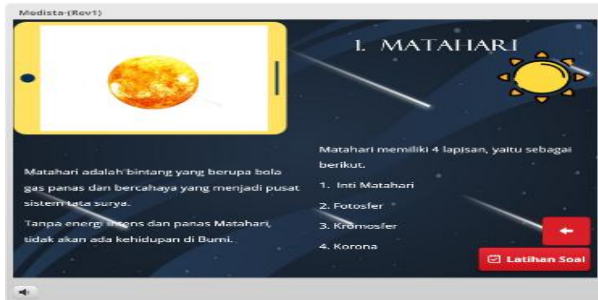 Modista-(Rev1)
1. MATAHARI
Matahari adalah bintang yang berupa bola
gas panas dan bercahaya yang menjadi pusat
sistem tata surya.
Tanpa energi intens dan panas Matahari,
tidak akan ada kehidupan di Bumi.
Matahari memiliki 4 lapisan, yaitu sebagai
berikut.
1. Inti Matahari
2. Fotosfer
3. Kromosfer
4. Korona
Latihan Soal